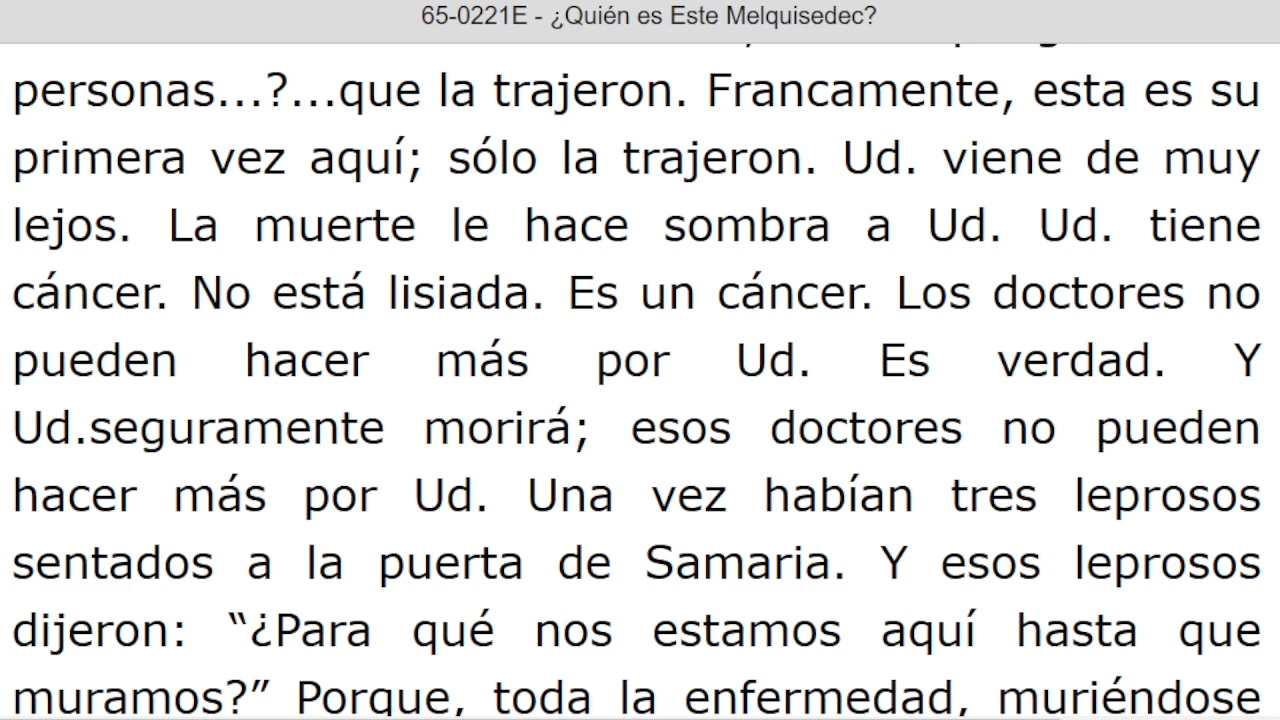 65-0221E - ¿Quién es Este Melquisedec?
personas...?...que la trajeron. Francamente, esta es su
primera vez aquí; sólo la trajeron. Ud. viene de muy
lejos. La muerte le hace sombra a Ud. Ud. tiene
cáncer. No está lisiada. Es un cáncer. Los doctores no
pueden hacer más por Ud. Es verdad. Y
Ud.seguramente morirá; esos doctores no pueden
hacer más por Ud. Una vez habían tres leprosos
sentados a la puerta de Samaria. Y esos leprosos
dijeron: “¿Para qué nos estamos aquí hasta que
muramos?” Porque, toda la enfermedad, muriéndose